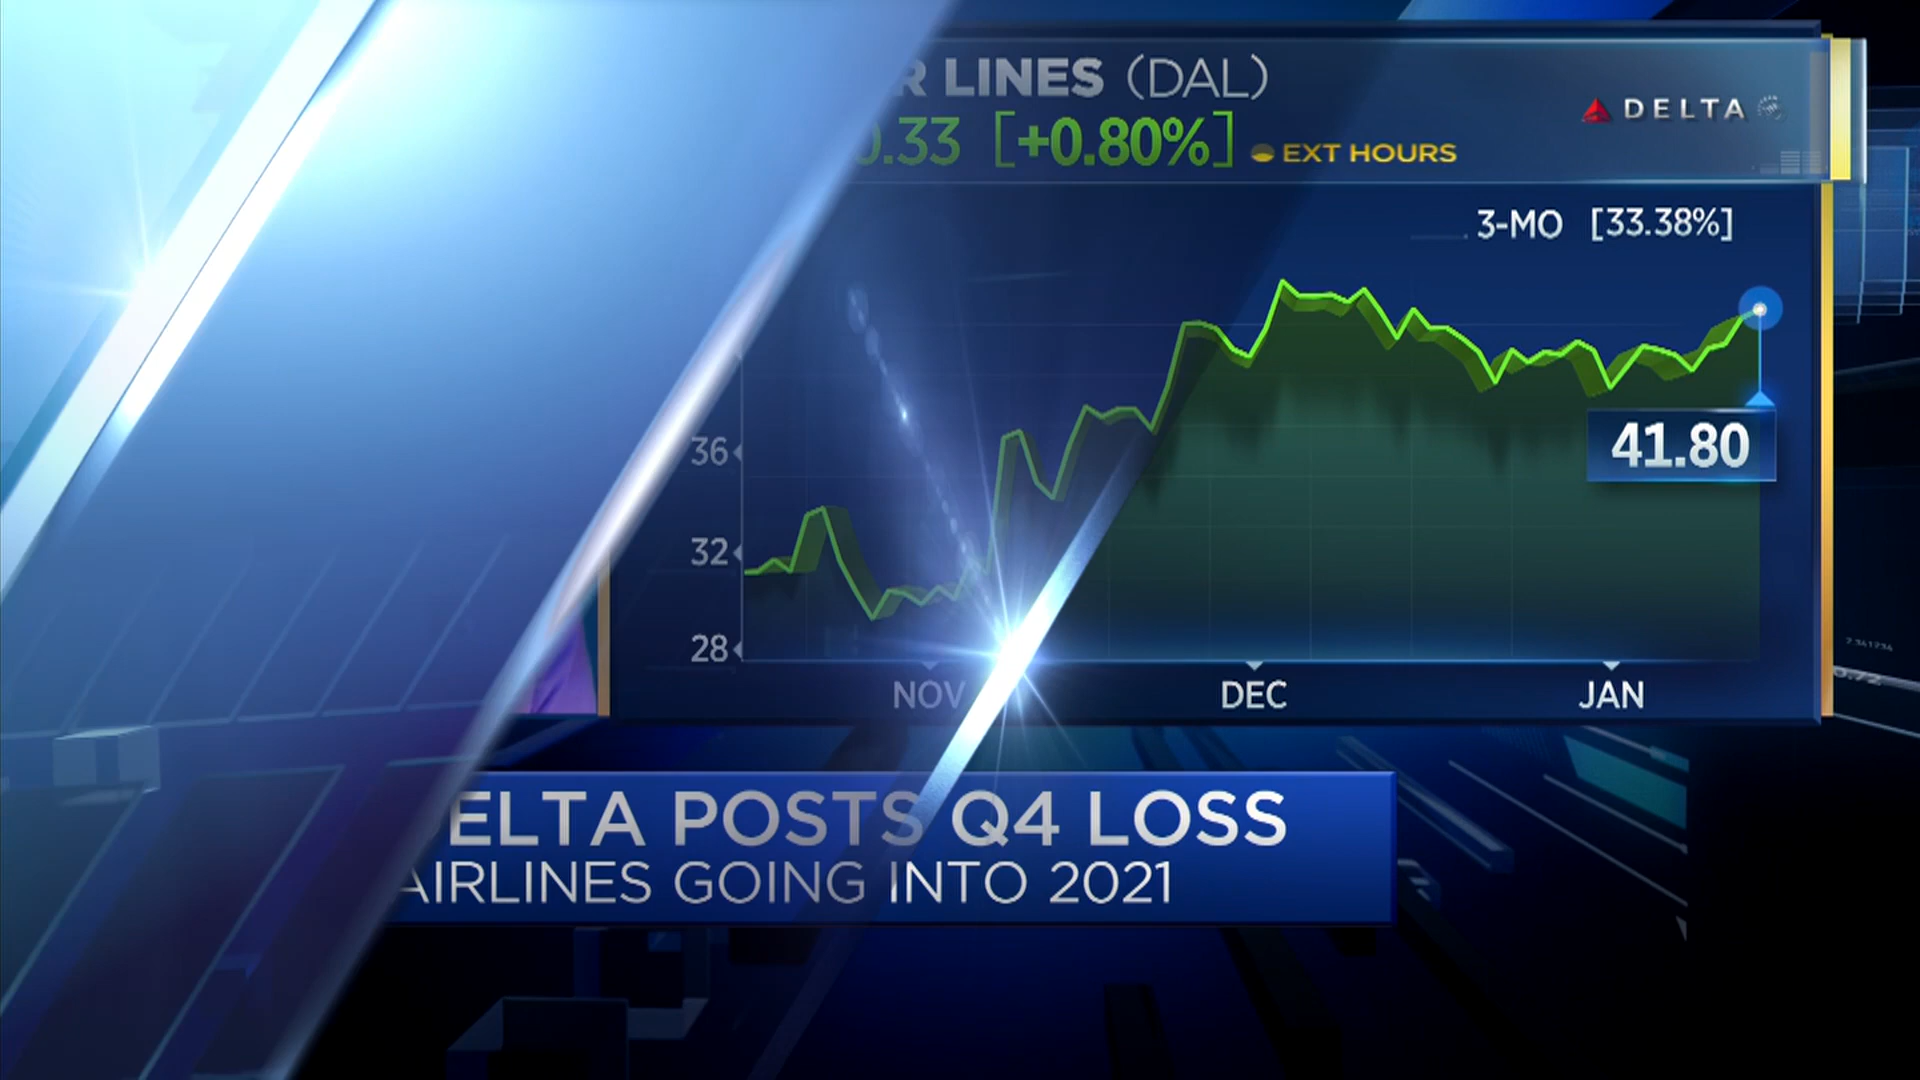 R LINES (DAL)
0.33 [+0.80%] EXT HOURS
DELTA
3-MO [33.38%]
41.80
36
32
28
NOV DEC JAN
ELTA POSTS Q4 LOSS
AIRLINES GOING INTO 2021